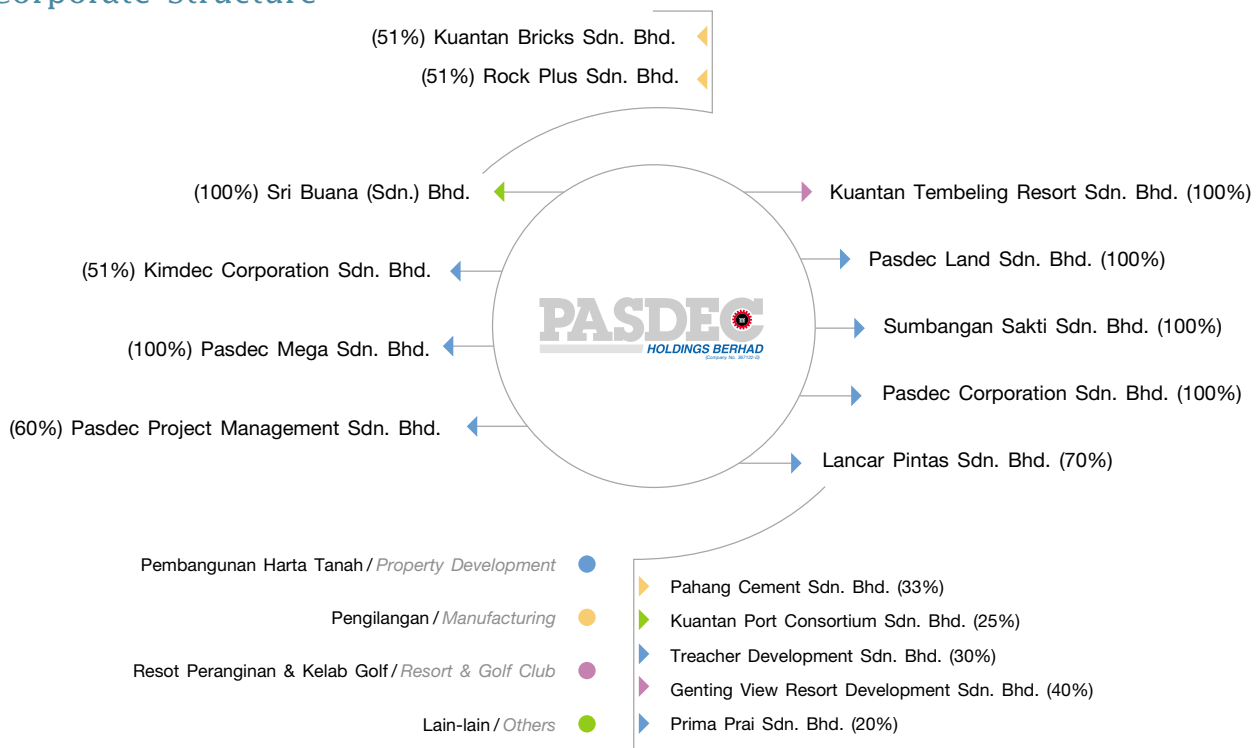 Corporate Structure
(51%) Kuantan Bricks Sdn. Bhd.
(51%) Rock Plus Sdn. Bhd.
(100%) Sri Buana (Sdn.) Bhd.
(51%) Kimdec Corporation Sdn. Bhd.
(100%) Pasdec Mega Sdn. Bhd.
(60%) Pasdec Project Management Sdn. Bhd.
PASDEC
HOLDINGS BERHAD
(Company No. 367122-D)
Kuantan Tembeling Resort Sdn. Bhd. (100%)
Pasdec Land Sdn. Bhd. (100%)
Sumbangan Sakti Sdn. Bhd. (100%)
Pasdec Corporation Sdn. Bhd. (100%)
Lancar Pintas Sdn. Bhd. (70%)
Pembangunan Harta Tanah / Property Development
Pengilangan / Manufacturing
Resot Peranginan & Kelab Golf / Resort & Golf Club
Lain-lain / Others
Pahang Cement Sdn. Bhd. (33%)
Kuantan Port Consortium Sdn. Bhd. (25%)
Treacher Development Sdn. Bhd. (30%)
Genting View Resort Development Sdn. Bhd. (40%)
Prima Prai Sdn. Bhd. (20%)